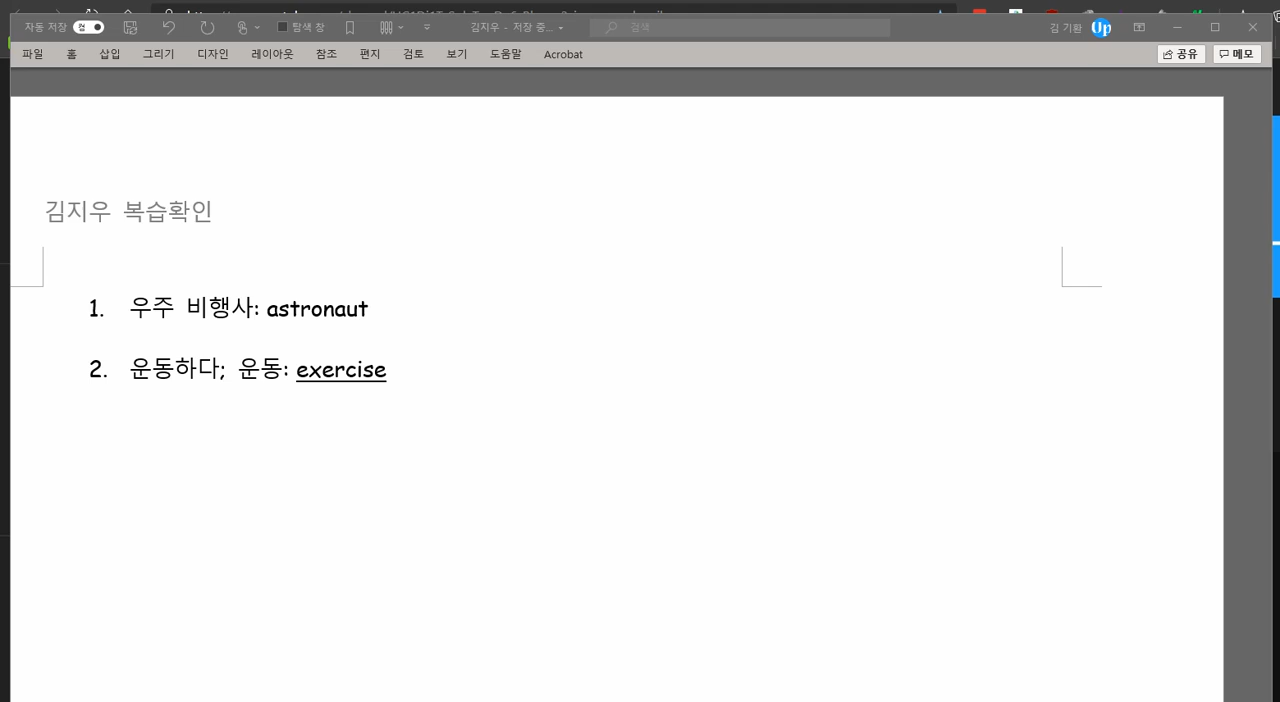 자동 저장 켬 탐색 창 김지우 - 저장 중... 검색 김 기환 Up
파일 홈 삽입 그리기 디자인 레이아웃 참조 편지 검토 보기 도움말 Acrobat 공유 메모
김지우 복습확인
1. 우주 비행사: astronaut
2. 운동하다; 운동: exercise